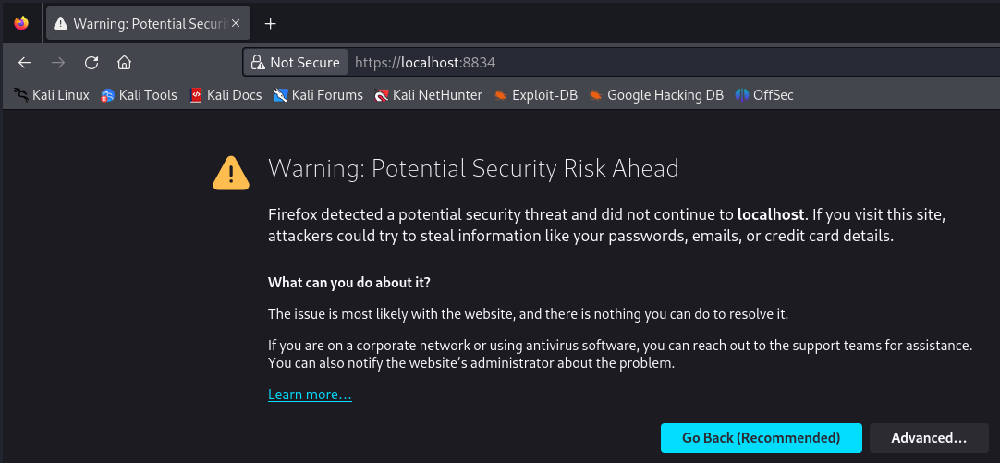 Warning: Potential Securi
Not Secure https://localhost:8834
Kali Linux Kali Tools Kali Docs Kali Forums Kali NetHunter Exploit-DB Google Hacking DB OffSec
Warning: Potential Security Risk Ahead
Firefox detected a potential security threat and did not continue to localhost. If you visit this site,
attackers could try to steal information like your passwords, emails, or credit card details.
What can you do about it?
The issue is most likely with the website, and there is nothing you can do to resolve it.
If you are on a corporate network or using antivirus software, you can reach out to the support teams for assistance.
You can also notify the website’s administrator about the problem.
Learn more…
Go Back (Recommended) Advanced…